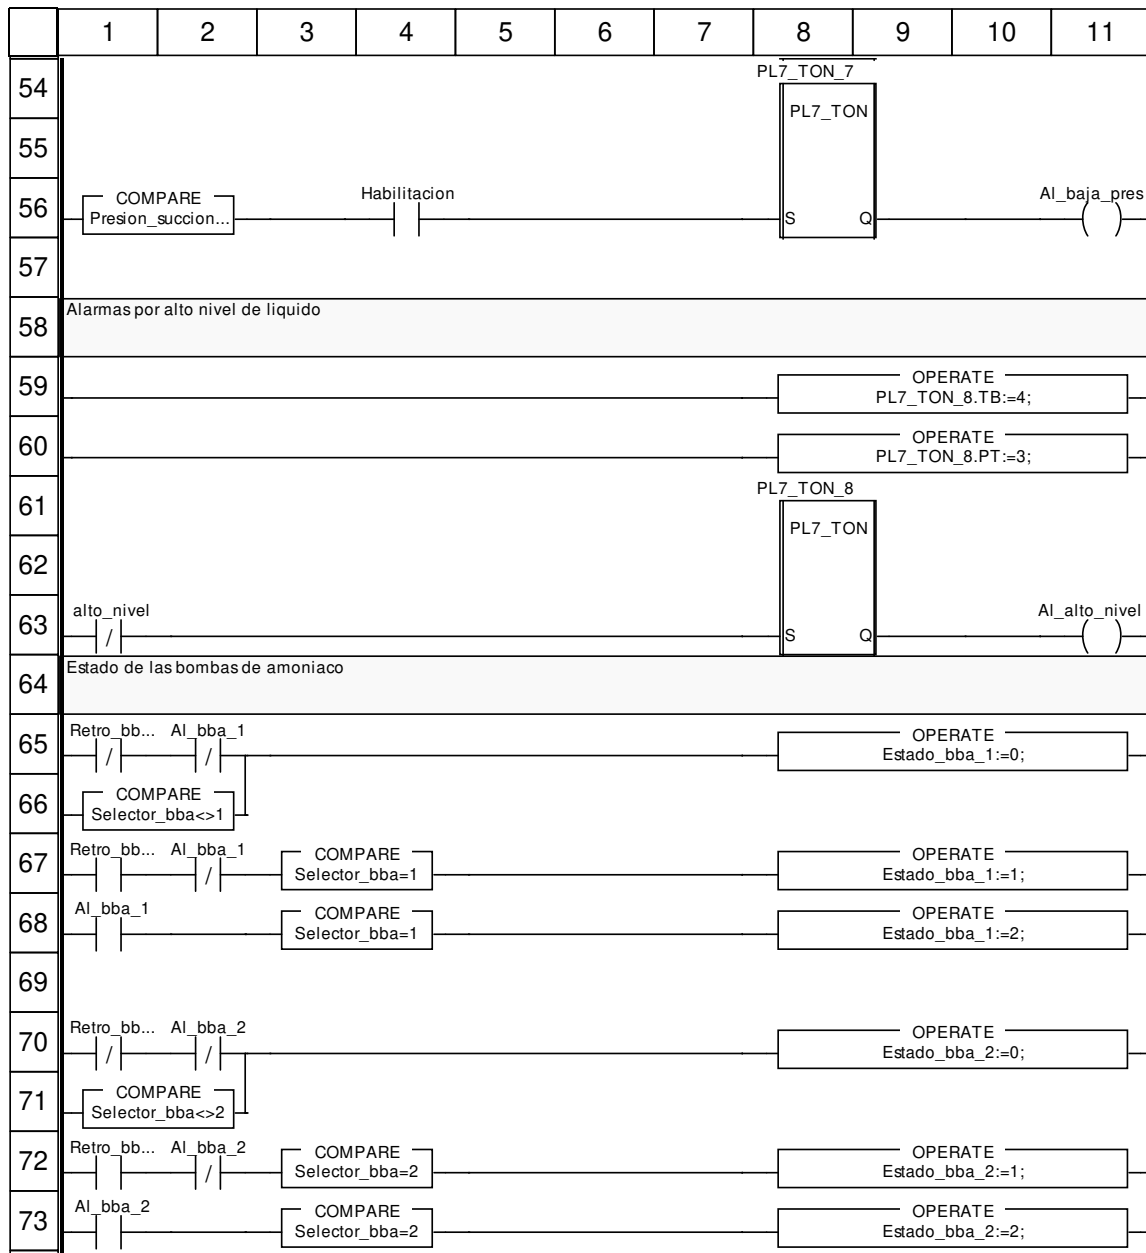 1 2 3 4 5 6 7 8 9 10 11
54
PL7_TON_7
PL7_TON
55
56
COMPARE
Presion_succion...
Habilitacion
S Q
Al_baja_pres
57
58
Alarmas por alto nivel de liquido
59
OPERATE
PL7_TON_8.TB:=4;
60
OPERATE
PL7_TON_8.PT:=3;
61
PL7_TON_8
PL7_TON
62
63
alto_nivel
/
S Q
Al_alto_nivel
64
Estado de las bombas de amoniaco
65
Retro_bb... Al_bba_1
/ /
OPERATE
Estado_bba_1:=0;
66
COMPARE
Selector_bba<>1
67
Retro_bb... Al_bba_1
/
COMPARE
Selector_bba=1
OPERATE
Estado_bba_1:=1;
68
Al_bba_1
COMPARE
Selector_bba=1
OPERATE
Estado_bba_1:=2;
69
70
Retro_bb... Al_bba_2
/ /
OPERATE
Estado_bba_2:=0;
71
COMPARE
Selector_bba<>2
72
Retro_bb... Al_bba_2
/
COMPARE
Selector_bba=2
OPERATE
Estado_bba_2:=1;
73
Al_bba_2
COMPARE
Selector_bba=2
OPERATE
Estado_bba_2:=2;